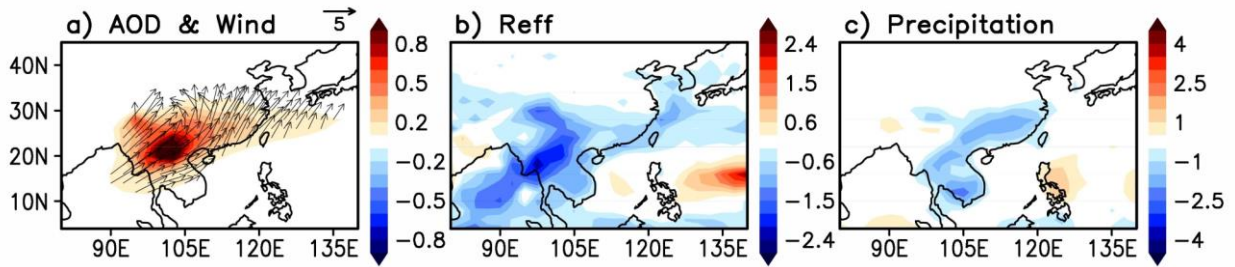 a) AOD & Wind
5
40N
30N
20N
10N
90E
105E
120E
135E
0.8
0.5
0.2
−0.2
−0.5
−0.8
b) Reff
90E
105E
120E
135E
2.4
1.5
0.6
−0.6
−1.5
−2.4
c) Precipitation
90E
105E
120E
135E
4
2.5
1
−1
−2.5
−4